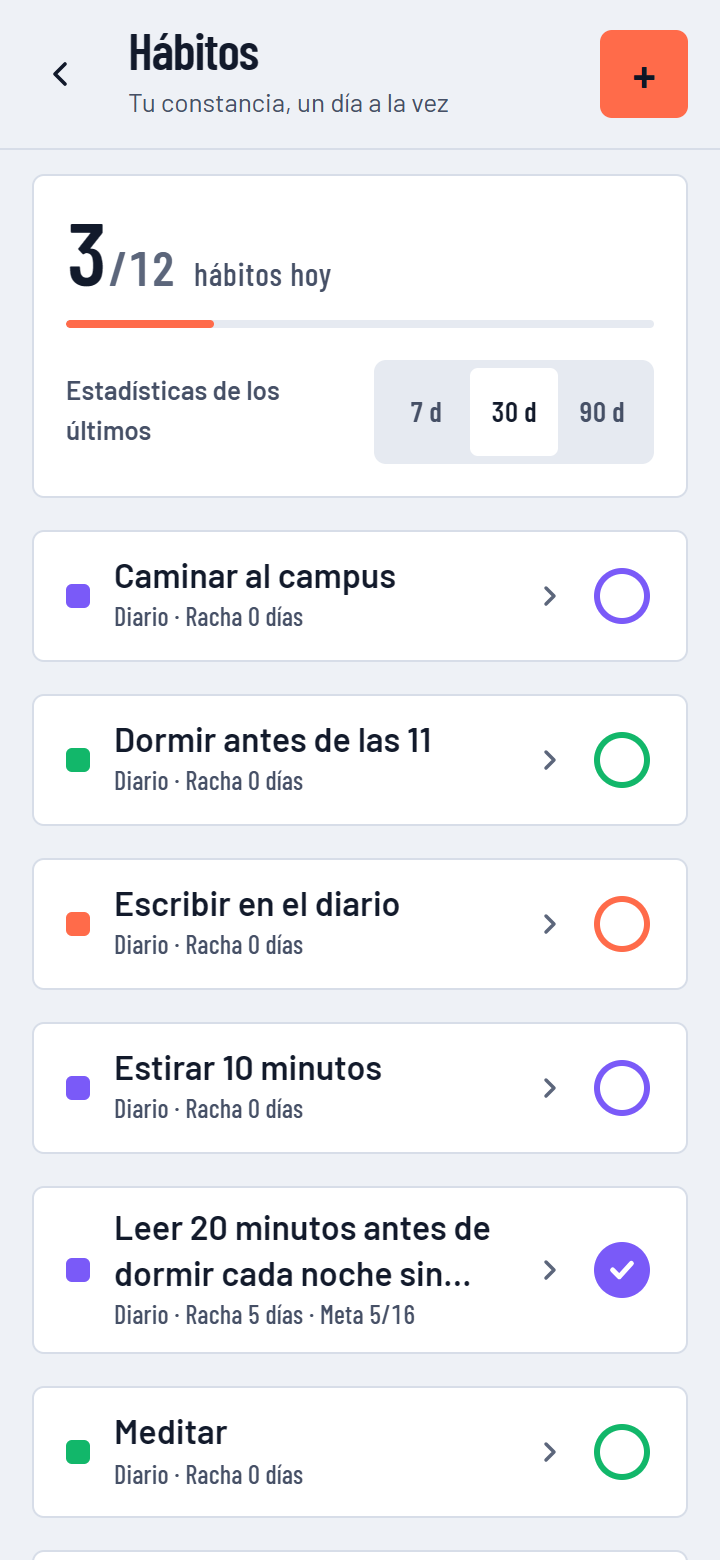 Hábitos
Tu constancia, un día a la vez
+
3/12 hábitos hoy
Estadísticas de los
últimos
7 d
30 d
90 d
Caminar al campus
Diario · Racha 0 días
Dormir antes de las 11
Diario · Racha 0 días
Escribir en el diario
Diario · Racha 0 días
Estirar 10 minutos
Diario · Racha 0 días
Leer 20 minutos antes de
dormir cada noche sin...
Diario · Racha 5 días · Meta 5/16
Meditar
Diario · Racha 0 días